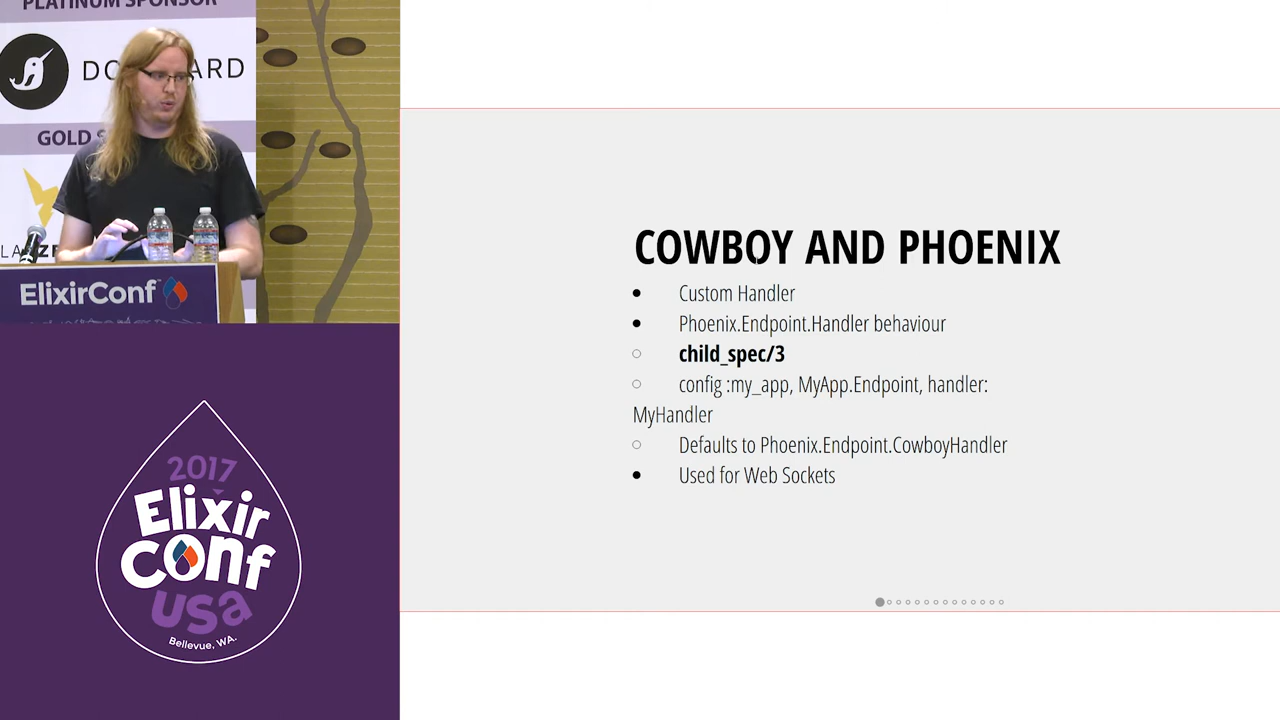 PLATINUM SPONSOR
GOLD
ElixirConf
2017
Elixir
Conf
USA
Bellevue, WA.
COWBOY AND PHOENIX
• Custom Handler
• Phoenix.Endpoint.Handler behaviour
○ child_spec/3
○ config :my_app, MyApp.Endpoint, handler:
MyHandler
○ Defaults to Phoenix.Endpoint.CowboyHandler
• Used for Web Sockets